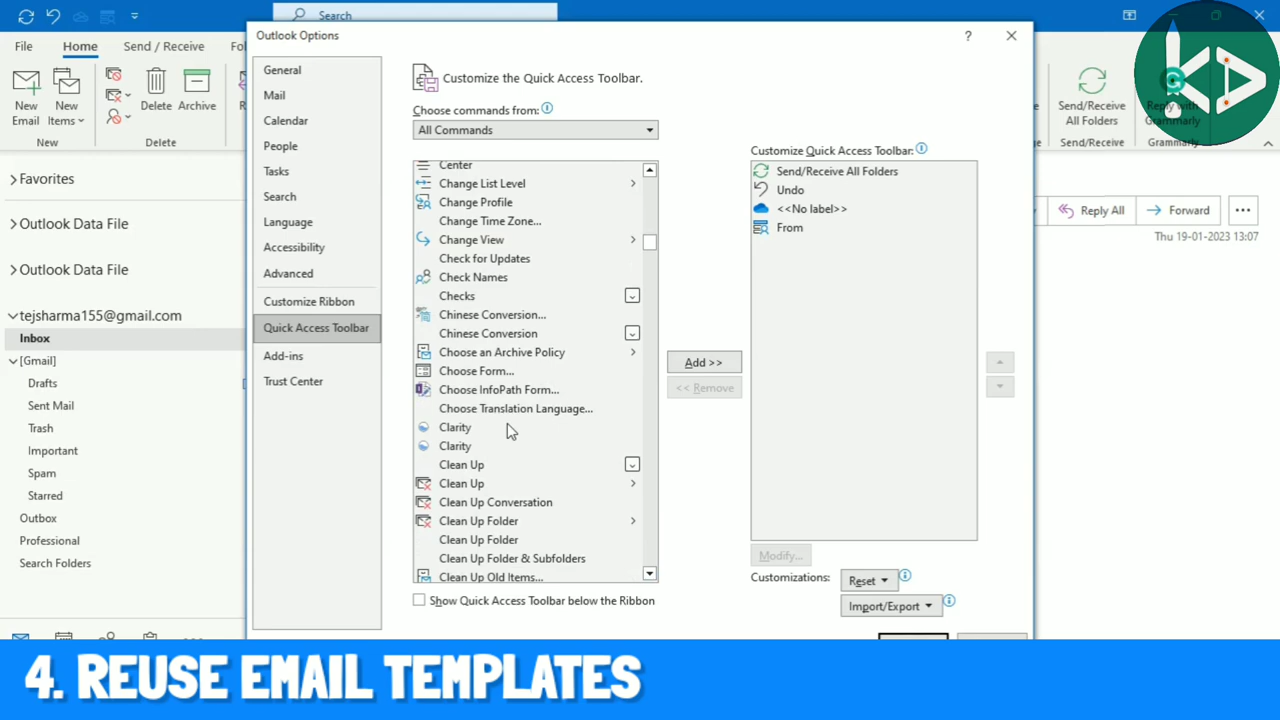 Search
Outlook Options
File
Home
Send / Receive
New Email
New Items
Delete
Archive
New
Delete
Send/Receive All Folders
Reply with Grammarly
Send/Receive
Grammarly
Favorites
Outlook Data File
Outlook Data File
tejsharma155@gmail.com
Inbox
[Gmail]
Drafts
Sent Mail
Trash
Important
Spam
Starred
Outbox
Professional
Search Folders
General
Mail
Calendar
People
Tasks
Search
Language
Accessibility
Advanced
Customize Ribbon
Quick Access Toolbar
Add-ins
Trust Center
Customize the Quick Access Toolbar.
Choose commands from:
All Commands
Center
Change List Level
Change Profile
Change Time Zone...
Change View
Check for Updates
Check Names
Checks
Chinese Conversion...
Chinese Conversion
Choose an Archive Policy
Choose Form...
Choose InfoPath Form...
Choose Translation Language...
Clarity
Clarity
Clean Up
Clean Up
Clean Up Conversation
Clean Up Folder
Clean Up Folder
Clean Up Folder & Subfolders
Clean Up Old Items...
Show Quick Access Toolbar below the Ribbon
Add >>
<< Remove
Customize Quick Access Toolbar:
Send/Receive All Folders
Undo
<<No label>>
From
Modify...
Customizations:
Reset
Import/Export
Reply All
Forward
Thu 19-01-2023 13:07
4. REUSE EMAIL TEMPLATES